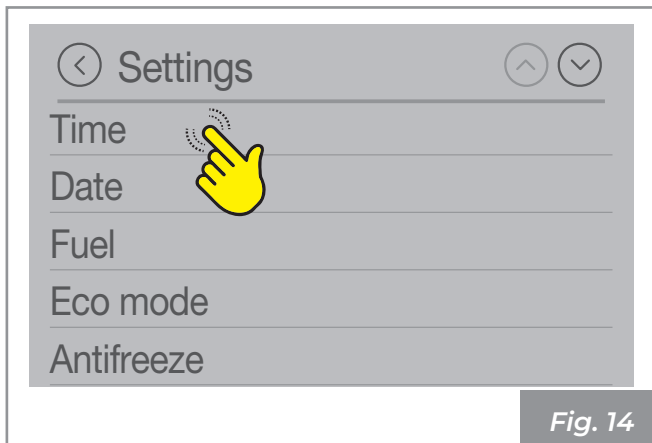 Settings
Time
Date
Fuel
Eco mode
Antifreeze
Fig. 14